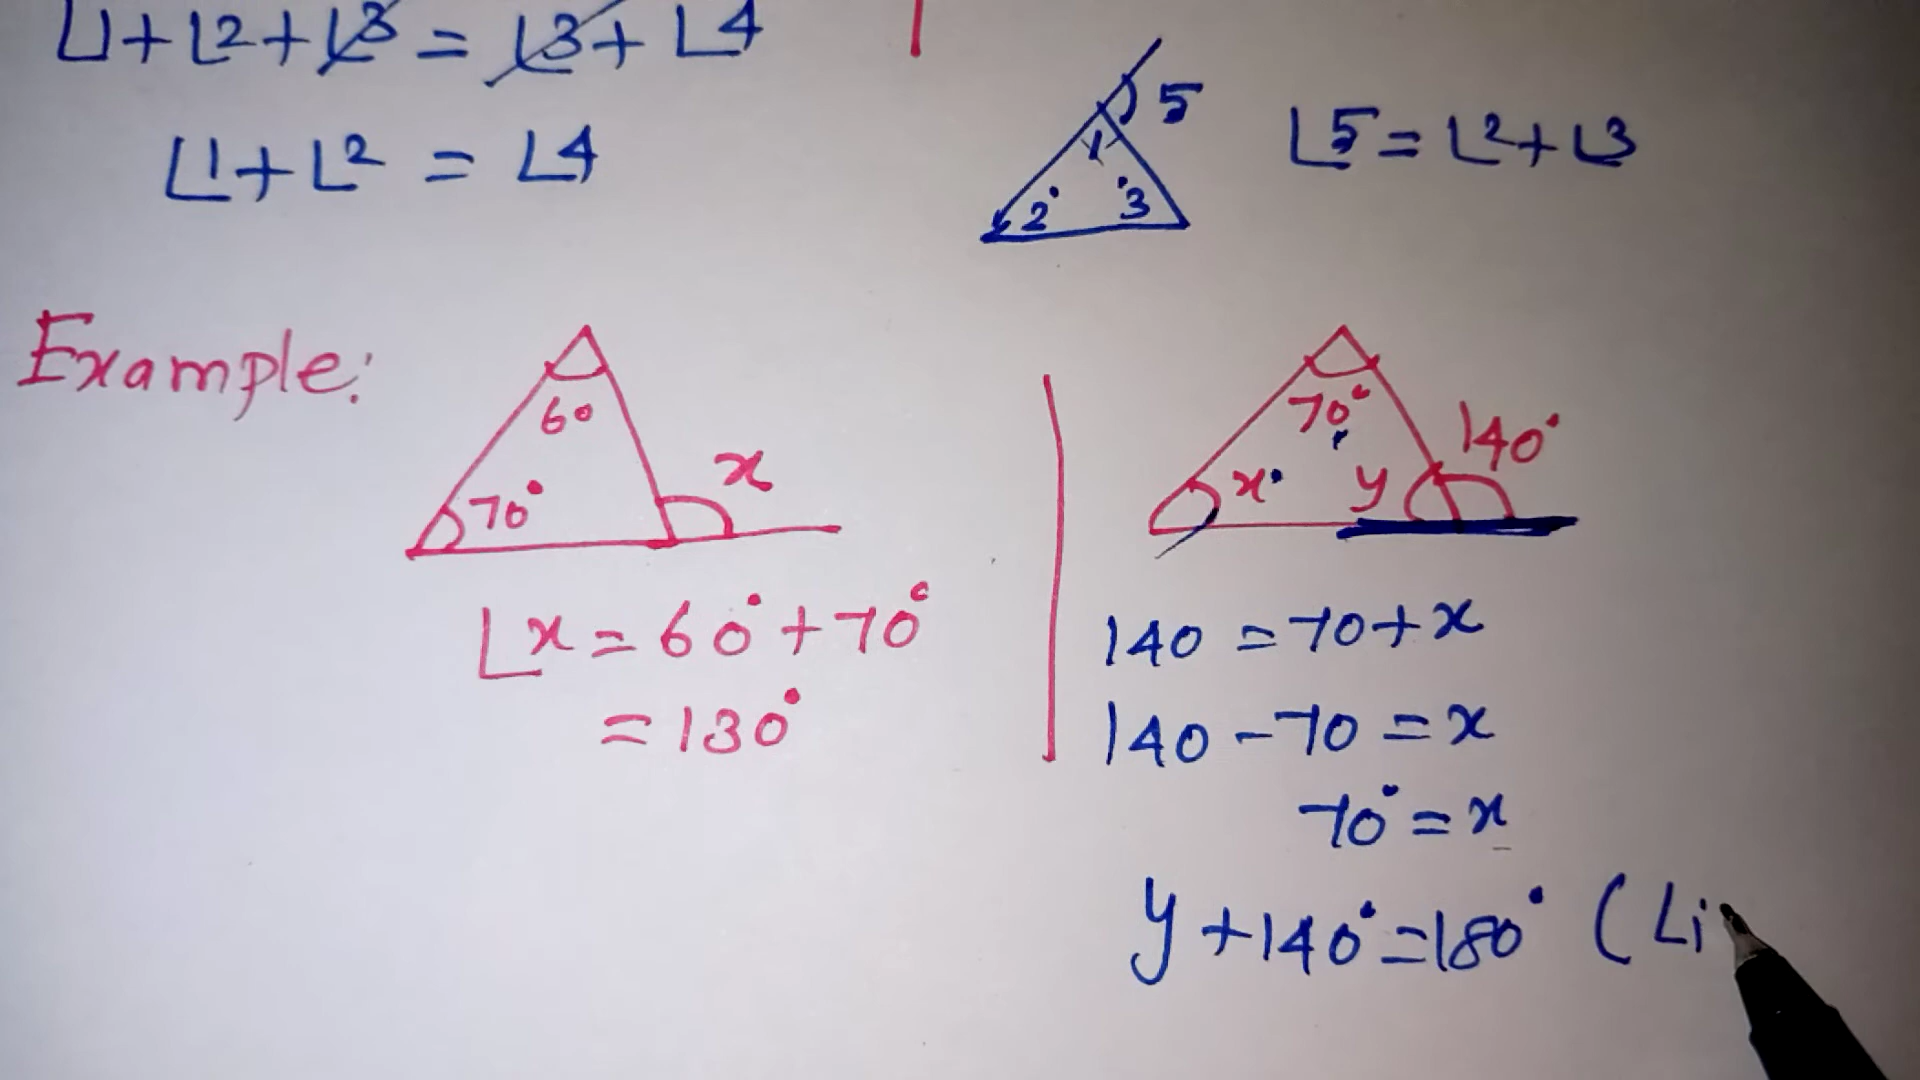 ∠1+∠2+∠3 = ∠3+∠4
∠1+∠2 = ∠4
5
1
2
3
∠5=∠2+∠3
Example:
60
70°
x
∠x=60°+70°
=130°
70°
x
y
140°
140=70+x
140-70=x
70°=x
y+140°=180° (Li